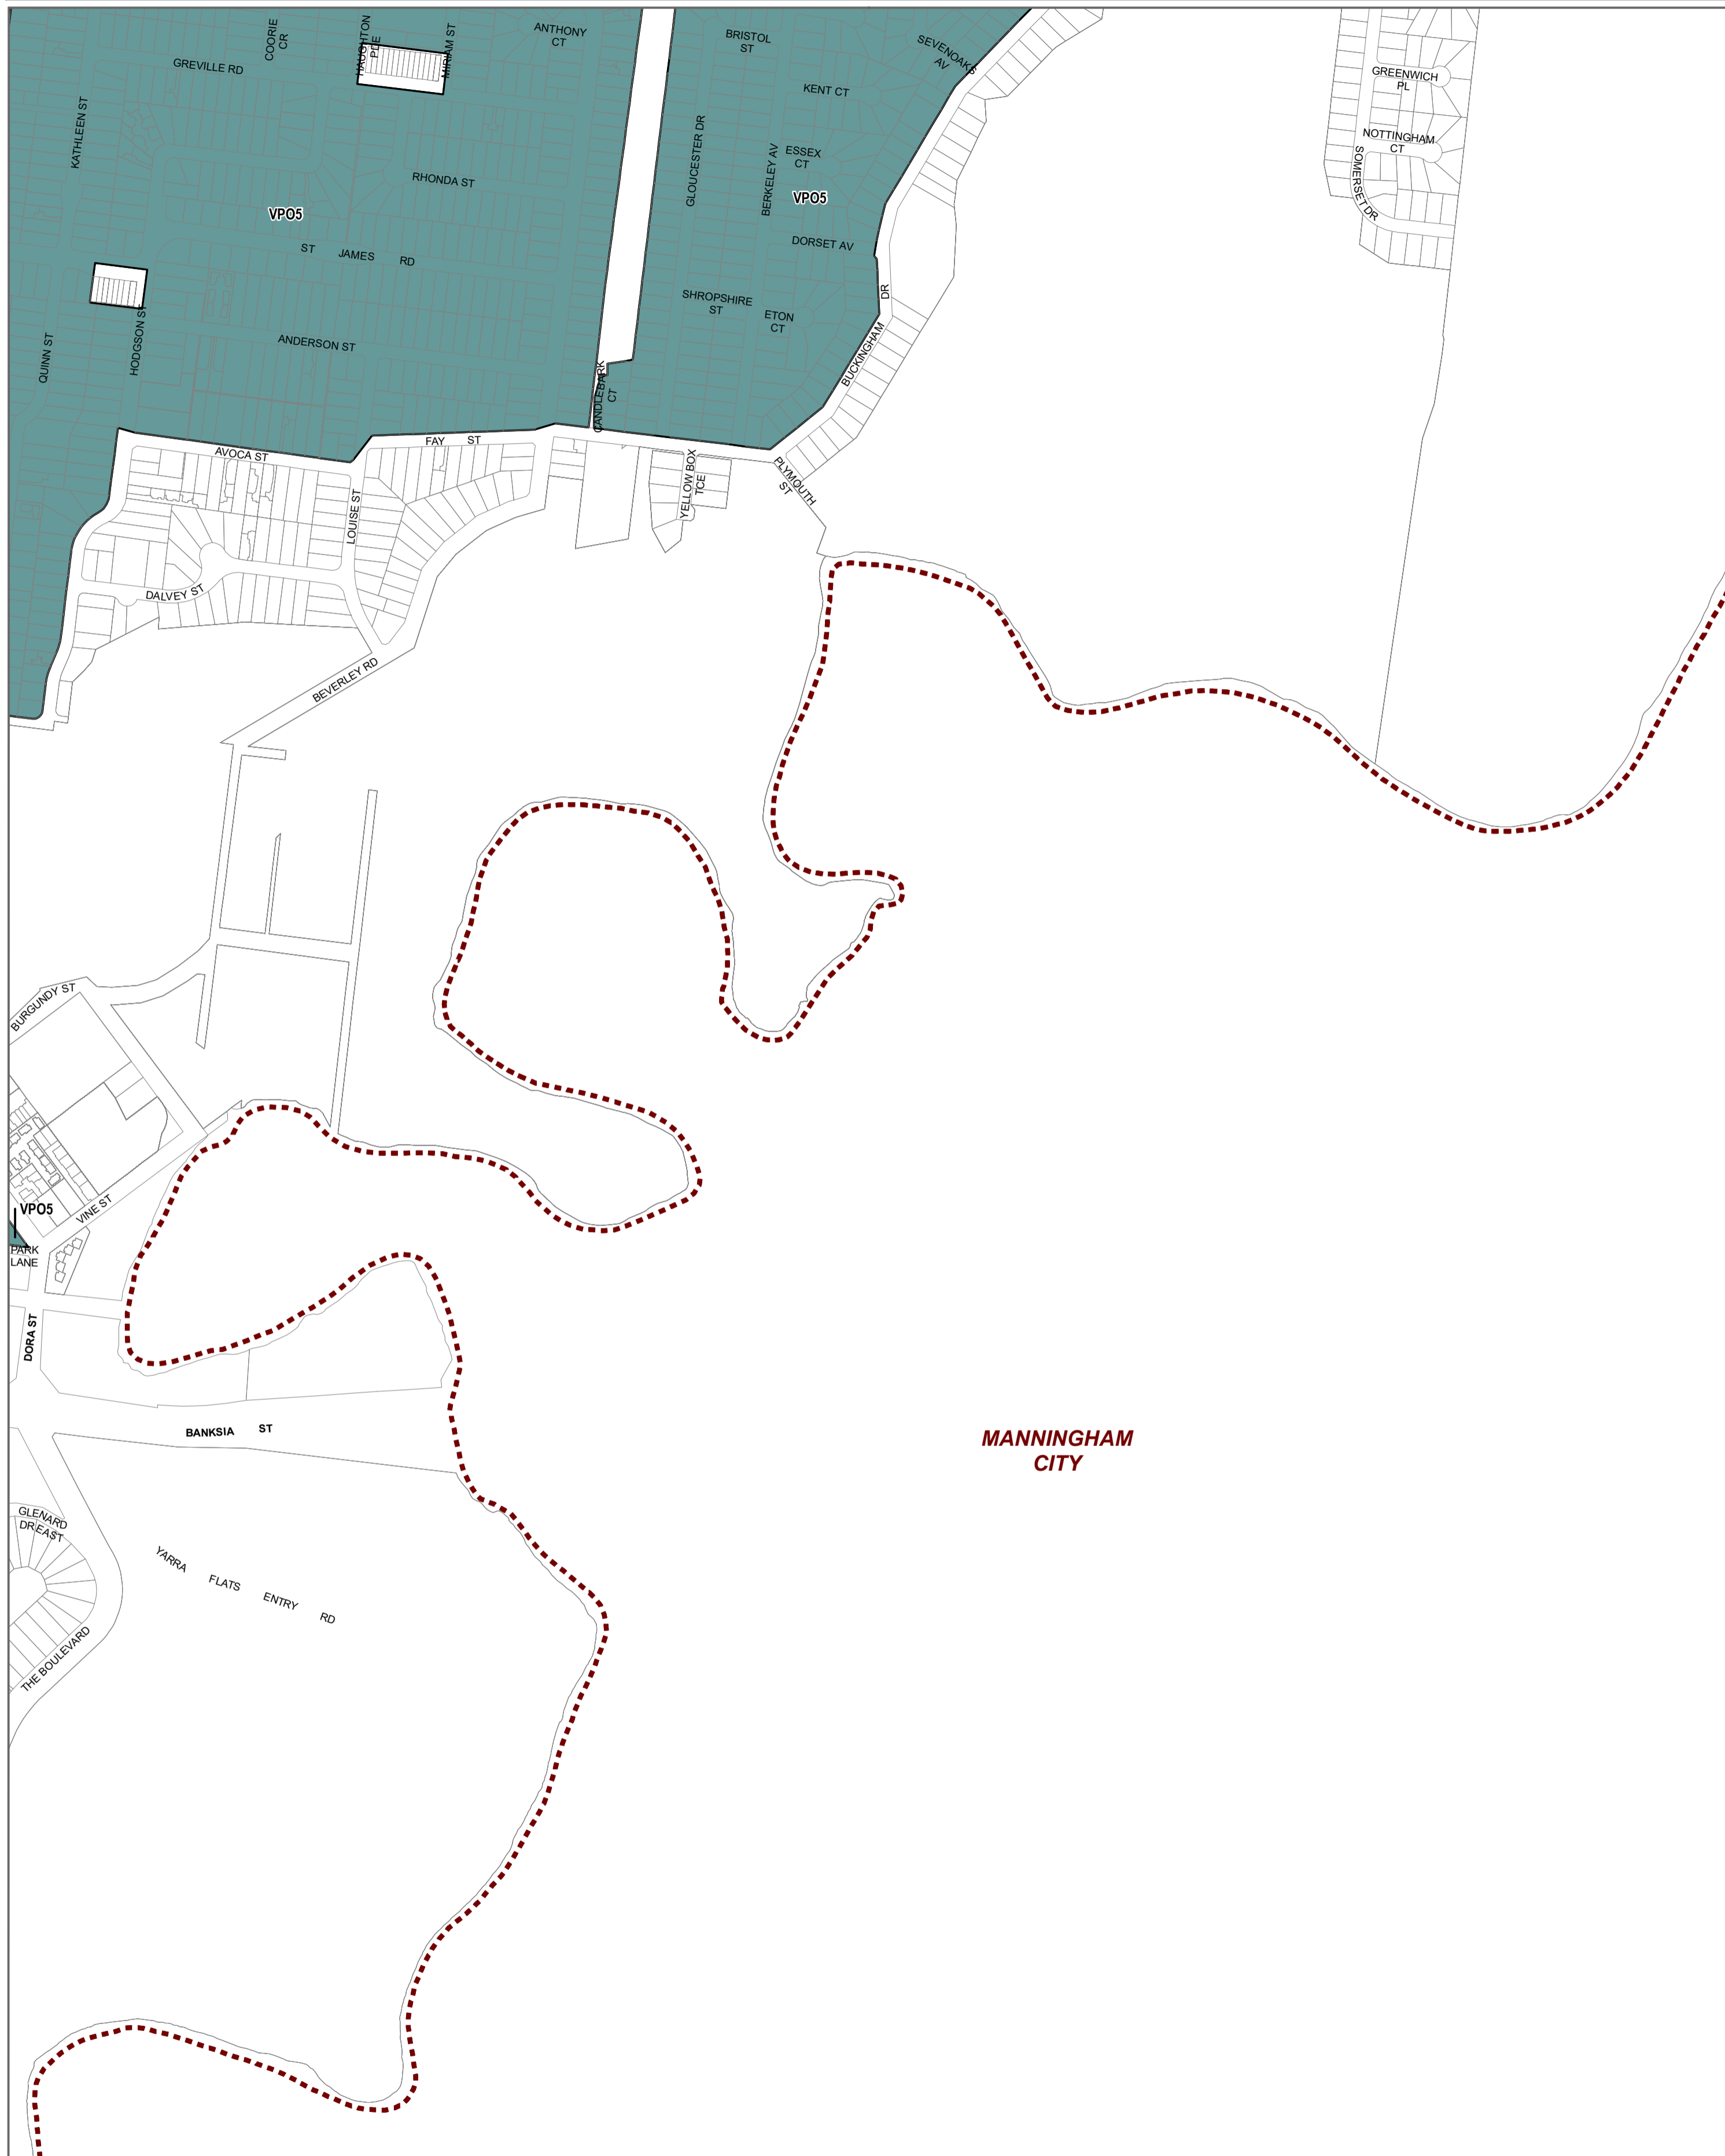 COORIE
CR
HAUGHTON
PDE
MIRIAM ST
ANTHONY
CT
BRISTOL
ST
SEVENOAKS
AV
GREVILLE RD
KATHLEEN ST
KENT CT
GREENWICH
PL
NOTTINGHAM
CT
SOMERSET DR
GLOUCESTER DR
BERKELEY AV
ESSEX
CT
RHONDA ST
VPO5
VPO5
ST JAMES RD
DORSET AV
SHROPSHIRE
ST
ETON
CT
BUCKINGHAM DR
QUINN ST
HODGSON ST
ANDERSON ST
CANDLEBARK
CT
FAY ST
AVOCA ST
YELLOW BOX
TCE
PLYMOUTH
ST
LOUISE ST
DALVEY ST
BEVERLEY RD
BURGUNDY ST
VPO5
VINE ST
PARK
LANE
DORA ST
BANKSIA ST
MANNINGHAM
CITY
GLENARD
DR EAST
YARRA FLATS ENTRY RD
THE BOULEVARD